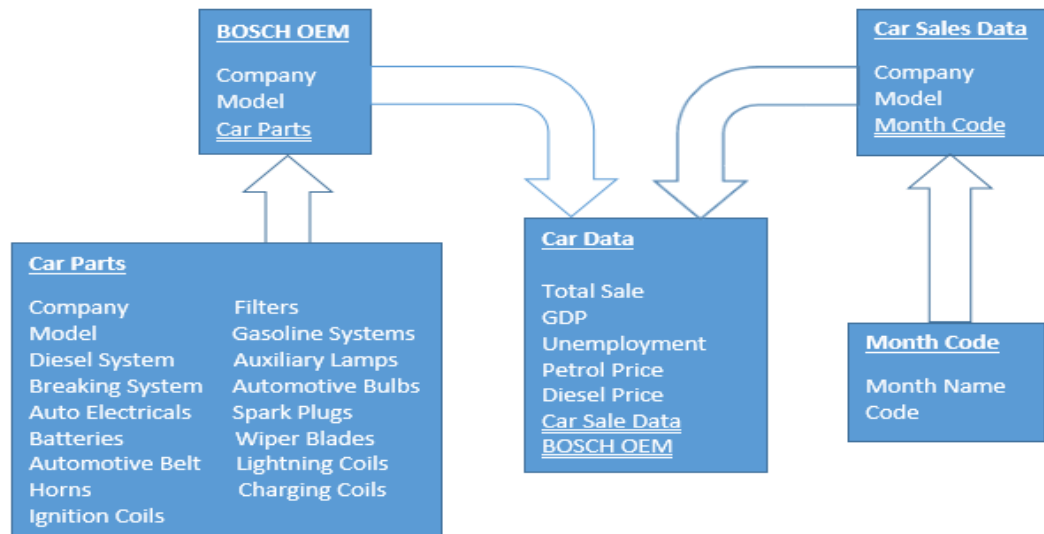 BOSCH OEM
Company
Model
Car Parts
Car Sales Data
Company
Model
Month Code
Car Parts
Company Filters
Model Gasoline Systems
Diesel System Auxiliary Lamps
Breaking System Automotive Bulbs
Auto Electricals Spark Plugs
Batteries Wiper Blades
Automotive Belt Lightning Coils
Horns Charging Coils
Ignition Coils
Car Data
Total Sale
GDP
Unemployment
Petrol Price
Diesel Price
Car Sale Data
BOSCH OEM
Month Code
Month Name
Code